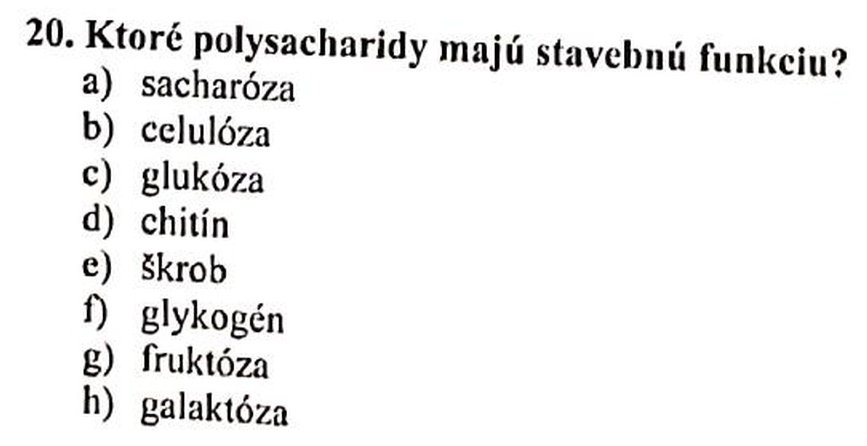 20. Ktoré polysacharidy majú stavebnú funkciu?
a) sacharóza
b) celulóza
c) glukóza
d) chitín
e) škrob
f) glykogén
g) fruktóza
h) galaktóza